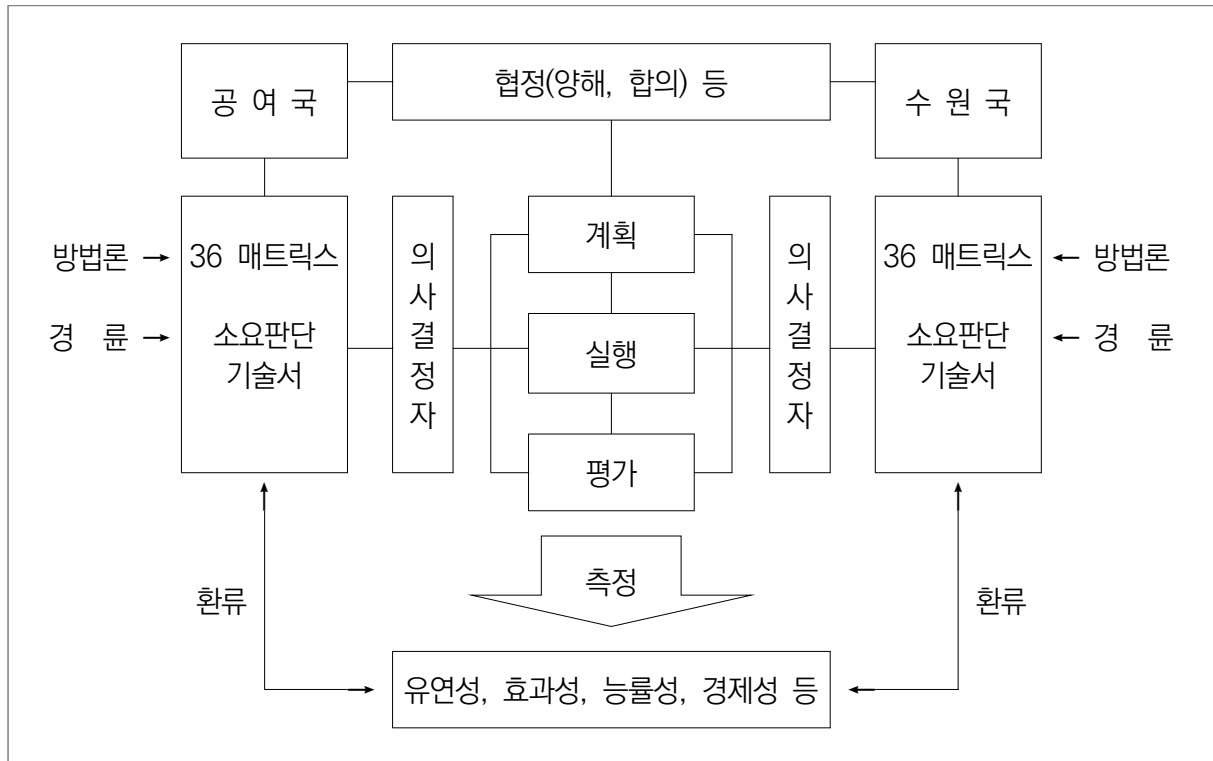 공 여 국
협정(양해, 합의) 등
수 원 국
방법론
경 륜
36 매트릭스
소요판단
기술서
의
사
결
정
자
계획
실행
평가
의
사
결
정
자
36 매트릭스
소요판단
기술서
방법론
경 륜
측정
환류
환류
유연성, 효과성, 능률성, 경제성 등